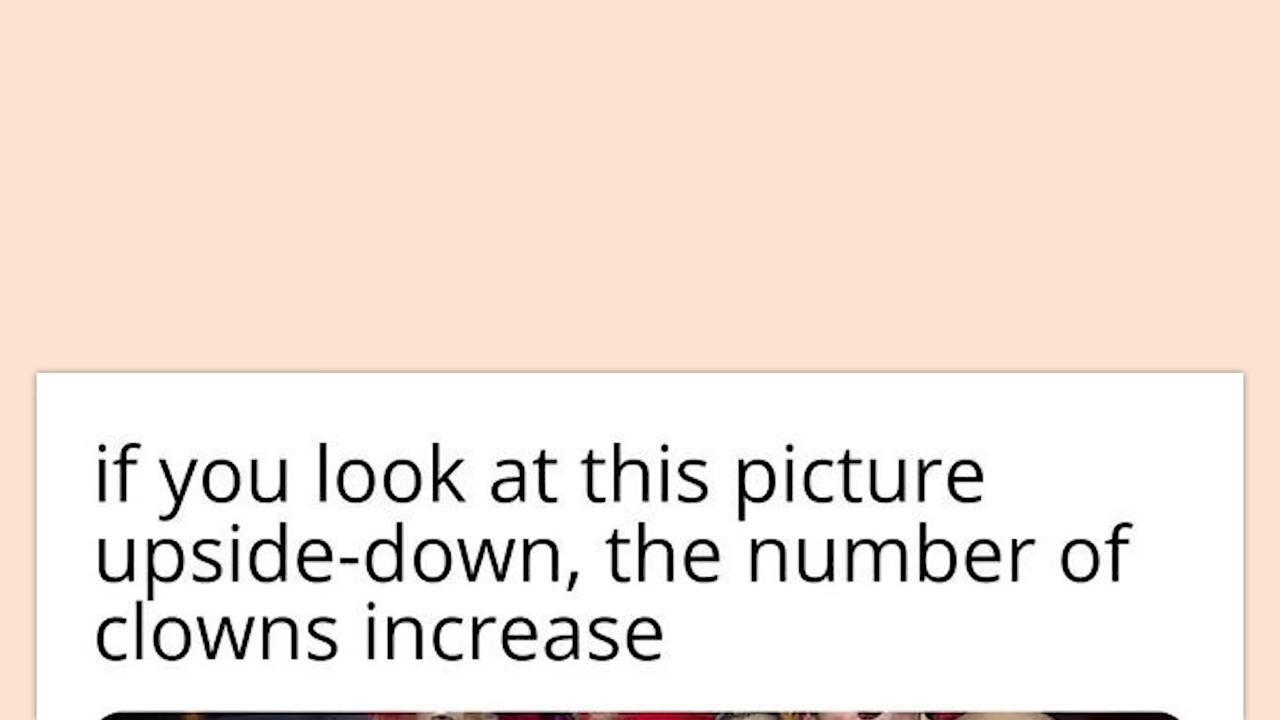 if you look at this picture
upside-down, the number of
clowns increase